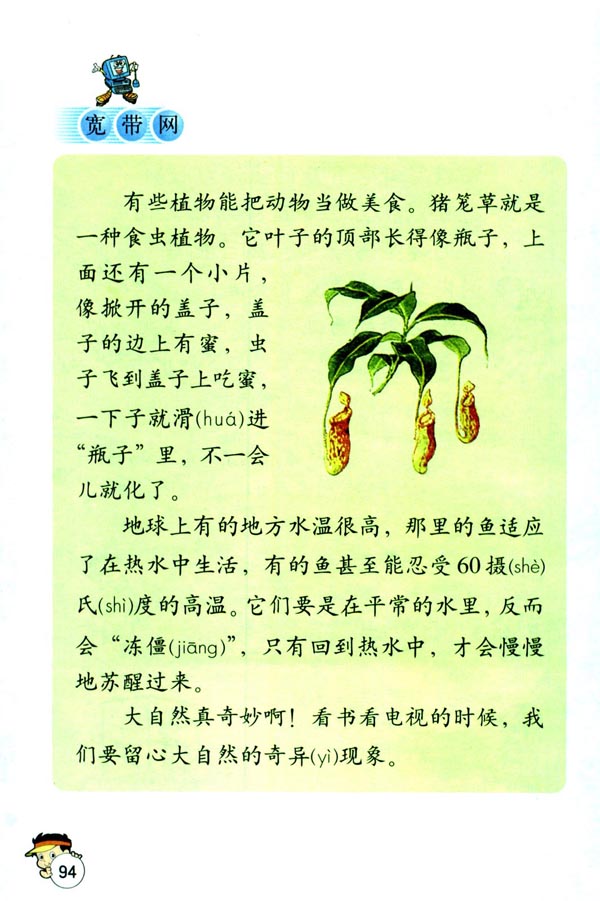 宽带网
有些植物能把动物当做美食。猪笼草就是
一种食虫植物。它叶子的顶部长得像瓶子，上
面还有一个小片，
像掀开的盖子，盖
子的边上有蜜，虫
子飞到盖子上吃蜜，
一下子就滑(huá)进
“瓶子”里，不一会
儿就化了。
地球上有的地方水温很高，那里的鱼适应
了在热水中生活，有的鱼甚至能忍受60摄(shè)
氏(shì)度的高温。它们要是在平常的水里，反而
会“冻僵(jiāng)”，只有回到热水中，才会慢慢
地苏醒过来。
大自然真奇妙啊！看书看电视的时候，我
们要留心大自然的奇异(yì)现象。
94